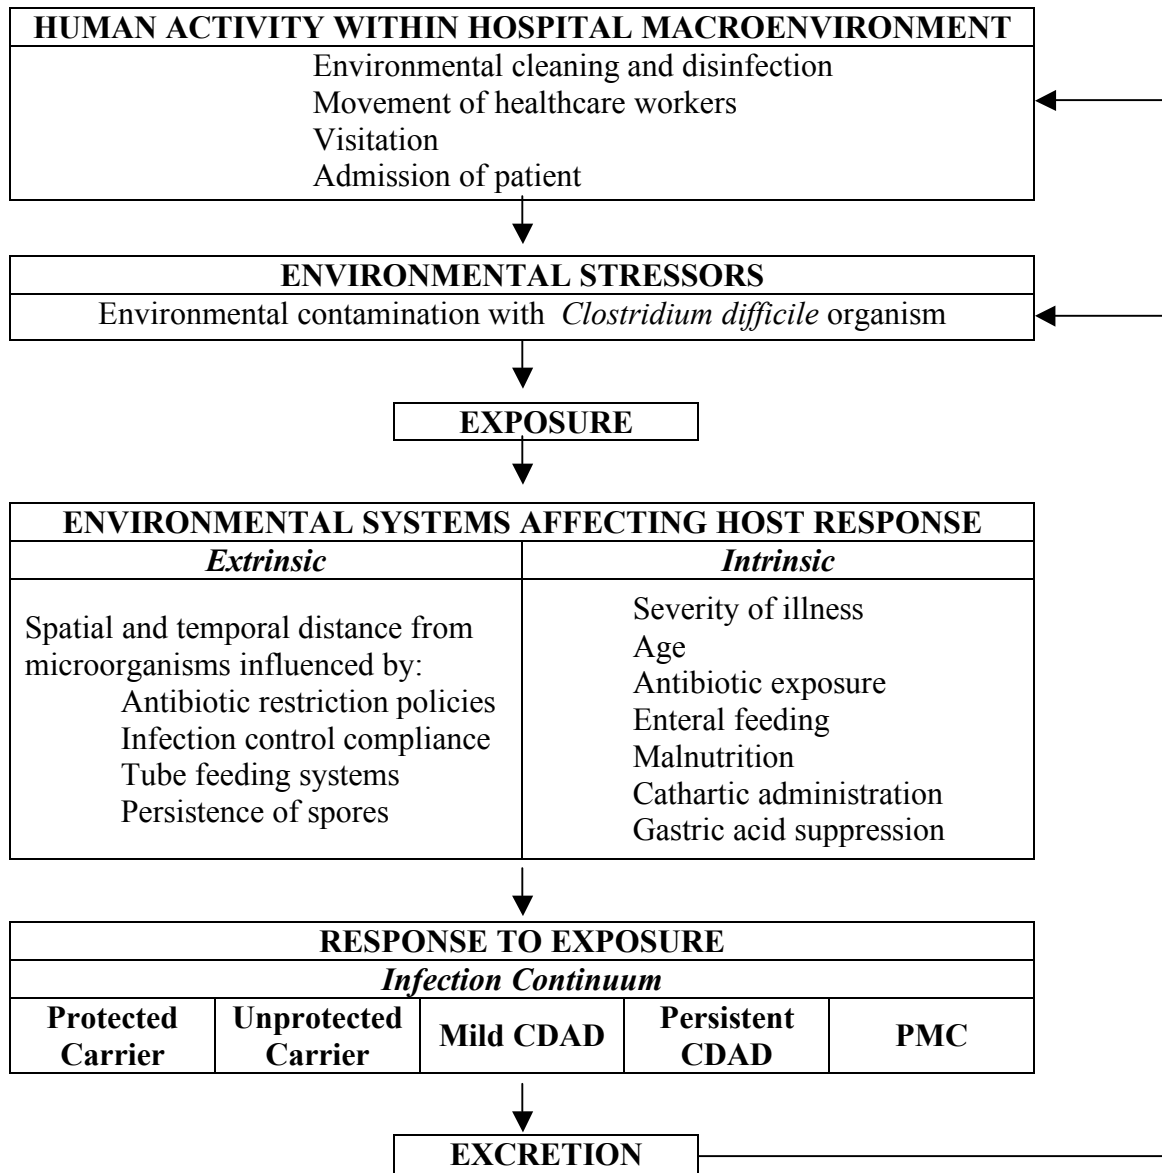 HUMAN ACTIVITY WITHIN HOSPITAL MACROENVIRONMENT
Environmental cleaning and disinfection
Movement of healthcare workers
Visitation
Admission of patient
ENVIRONMENTAL STRESSORS
Environmental contamination with Clostridium difficile organism
EXPOSURE
ENVIRONMENTAL SYSTEMS AFFECTING HOST RESPONSE
Extrinsic
Spatial and temporal distance from
microorganisms influenced by:
Antibiotic restriction policies
Infection control compliance
Tube feeding systems
Persistence of spores
Intrinsic
Severity of illness
Age
Antibiotic exposure
Enteral feeding
Malnutrition
Cathartic administration
Gastric acid suppression
RESPONSE TO EXPOSURE
Infection Continuum
Protected
Carrier
Unprotected
Carrier
Mild CDAD
Persistent
CDAD
PMC
EXCRETION